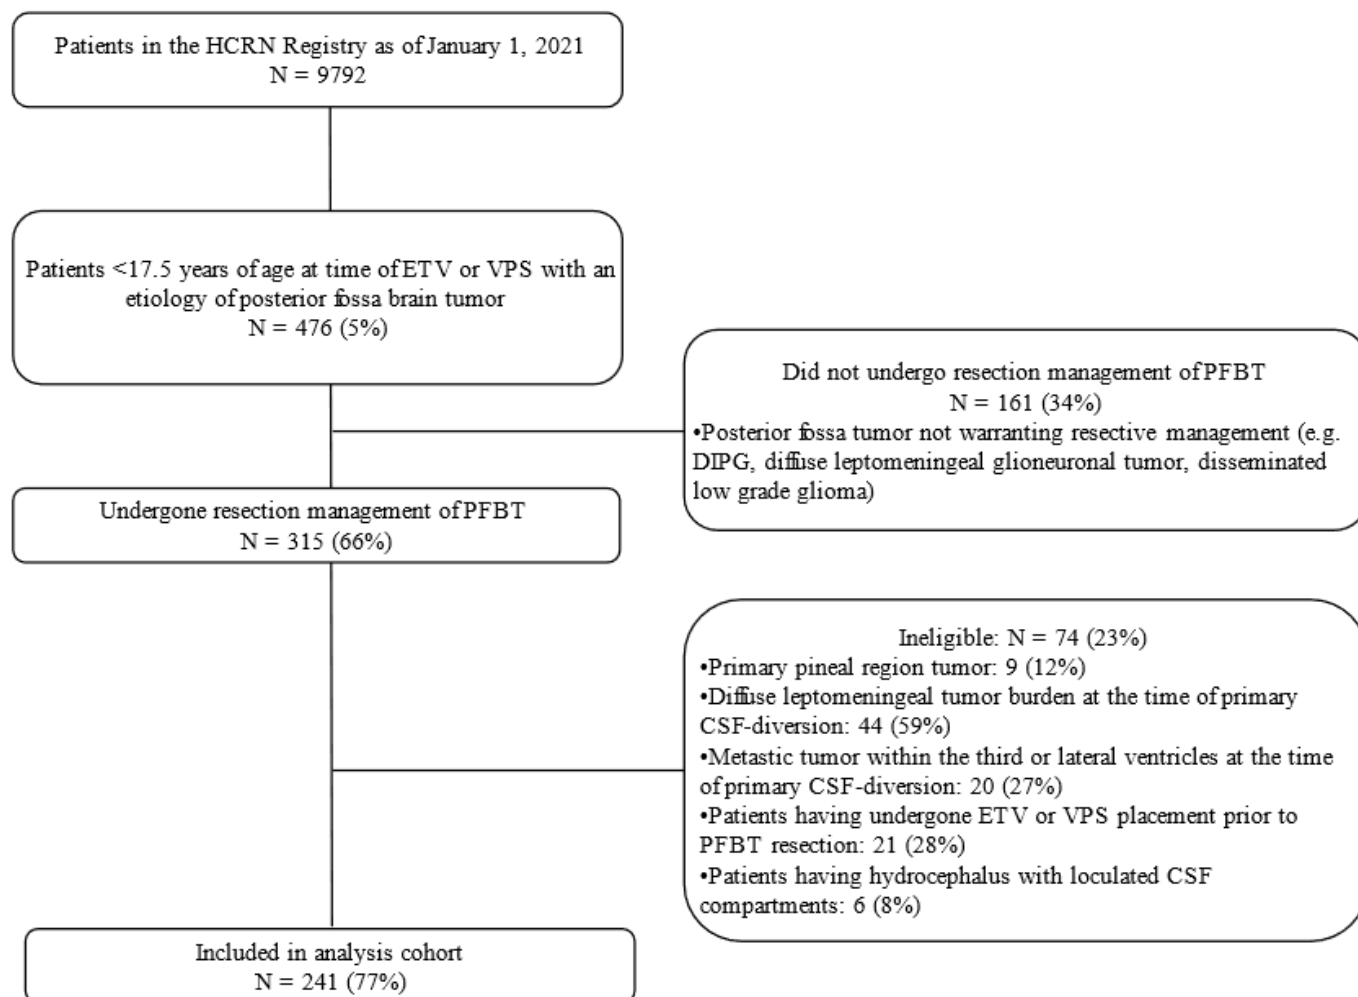 Patients in the HCRN Registry as of January 1, 2021
N = 9792
Patients <17.5 years of age at time of ETV or VPS with an
etiology of posterior fossa brain tumor
N = 476 (5%)
Did not undergo resection management of PFBT
N = 161 (34%)
•Posterior fossa tumor not warranting resective management (e.g.
DIPG, diffuse leptomeningeal glioneuronal tumor, disseminated
low grade glioma)
Undergone resection management of PFBT
N = 315 (66%)
Ineligible: N = 74 (23%)
•Primary pineal region tumor: 9 (12%)
•Diffuse leptomeningeal tumor burden at the time of primary
CSF-diversion: 44 (59%)
•Metastic tumor within the third or lateral ventricles at the time
of primary CSF-diversion: 20 (27%)
•Patients having undergone ETV or VPS placement prior to
PFBT resection: 21 (28%)
•Patients having hydrocephalus with loculated CSF
compartments: 6 (8%)
Included in analysis cohort
N = 241 (77%)